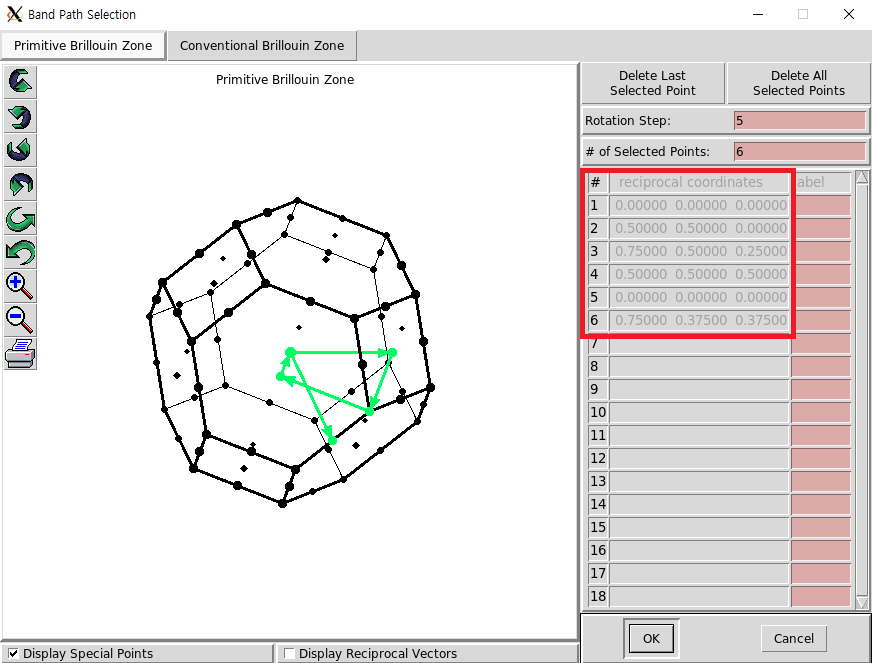 Band Path Selection
Primitive Brillouin Zone
Conventional Brillouin Zone
Primitive Brillouin Zone
Delete Last
Selected Point
Delete All
Selected Points
Rotation Step:
5
# of Selected Points:
6
# reciprocal coordinates abel
1 0.00000 0.00000 0.00000
2 0.50000 0.50000 0.00000
3 0.75000 0.50000 0.25000
4 0.50000 0.50000 0.50000
5 0.00000 0.00000 0.00000
6 0.75000 0.37500 0.37500
7
8
9
10
11
12
13
14
15
16
17
18
Display Special Points
Display Reciprocal Vectors
OK
Cancel